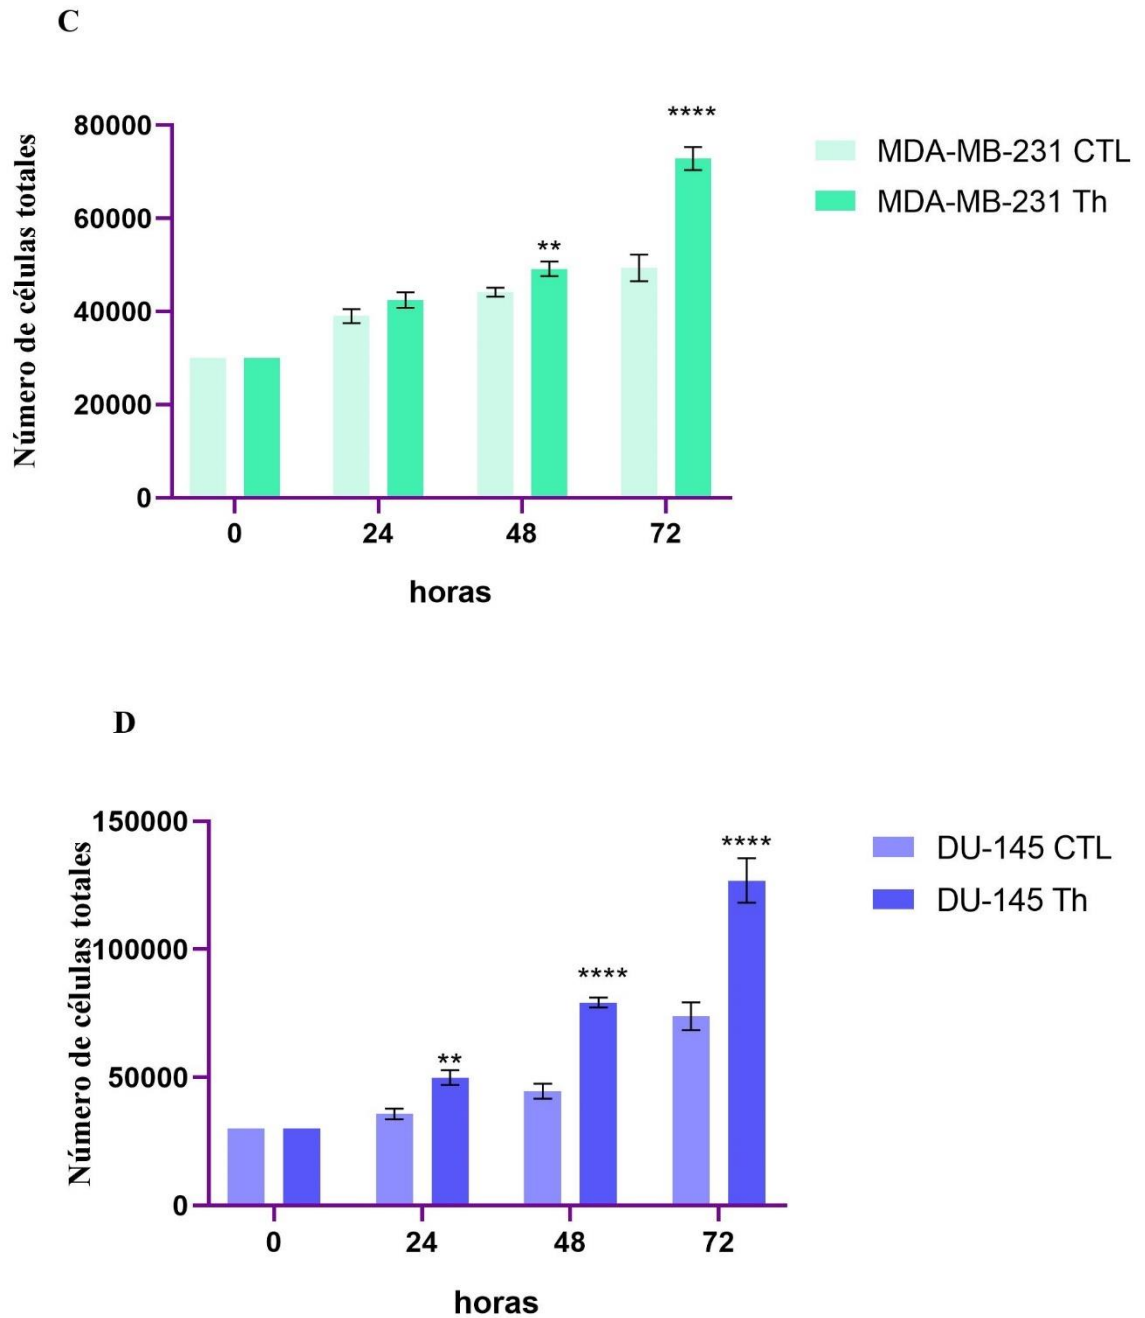 C
****
80000
MDA-MB-231 CTL
MDA-MB-231 Th
60000
**
40000
20000
0
Número de células totales
0 24 48 72
horas
D
150000
****
DU-145 CTL
DU-145 Th
100000
****
**
50000
0
Número de células totales
0 24 48 72
horas